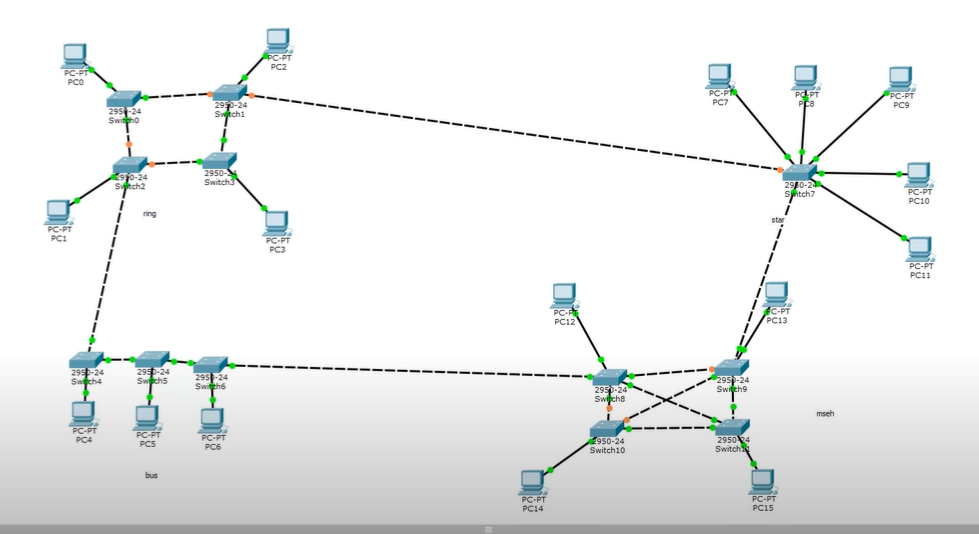 PC-PT
PC0
PC-PT
PC2
2950-24
Switch0
2950-24
Switch1
2950-24
Switch2
2950-24
Switch3
PC-PT
PC1
ring
PC-PT
PC3
PC-PT
PC7
PC-PT
PC8
PC-PT
PC9
2950-24
Switch7
PC-PT
PC10
star
PC-PT
PC11
PC-PT
PC12
PC-PT
PC13
2950-24
Switch4
2950-24
Switch5
2950-24
Switch6
PC-PT
PC4
PC-PT
PC5
PC-PT
PC6
bus
2950-24
Switch8
2950-24
Switch9
mseh
2950-24
Switch10
2950-24
Switch11
PC-PT
PC14
PC-PT
PC15